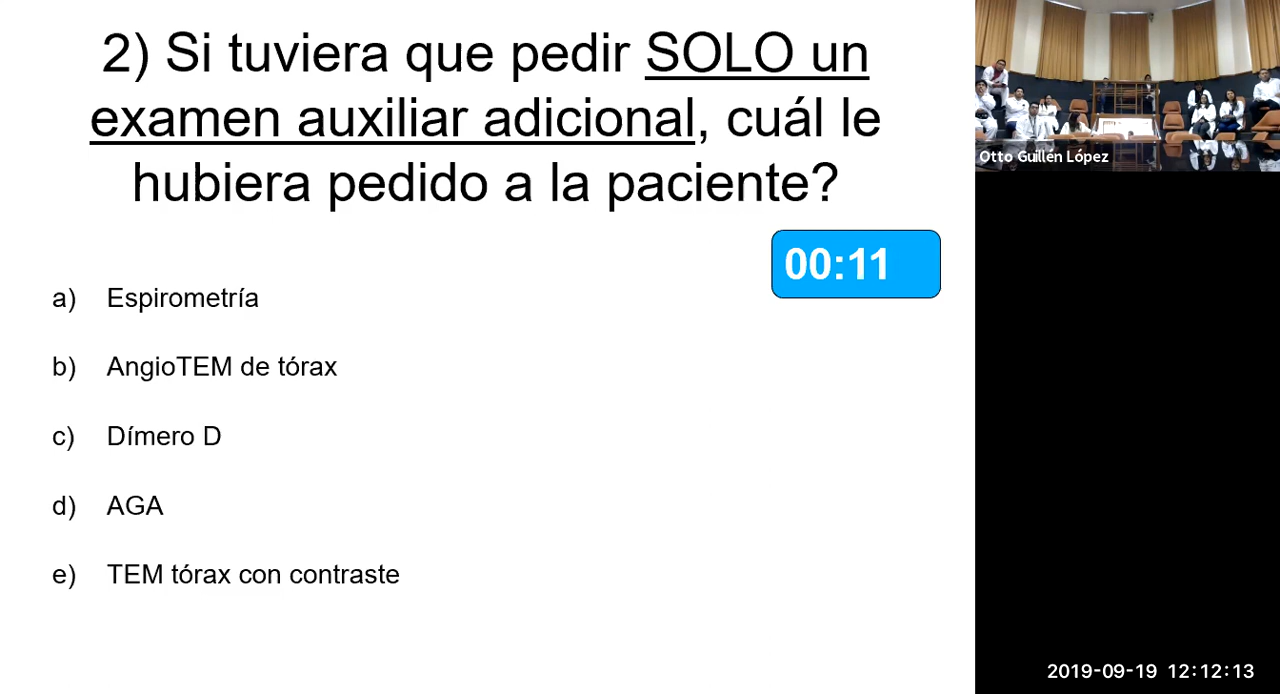 2) Si tuviera que pedir SOLO un
examen auxiliar adicional, cuál le
hubiera pedido a la paciente?
00:11
a) Espirometría
b) AngioTEM de tórax
c) Dímero D
d) AGA
e) TEM tórax con contraste
Otto Guillén López
2019-09-19 12:12:13